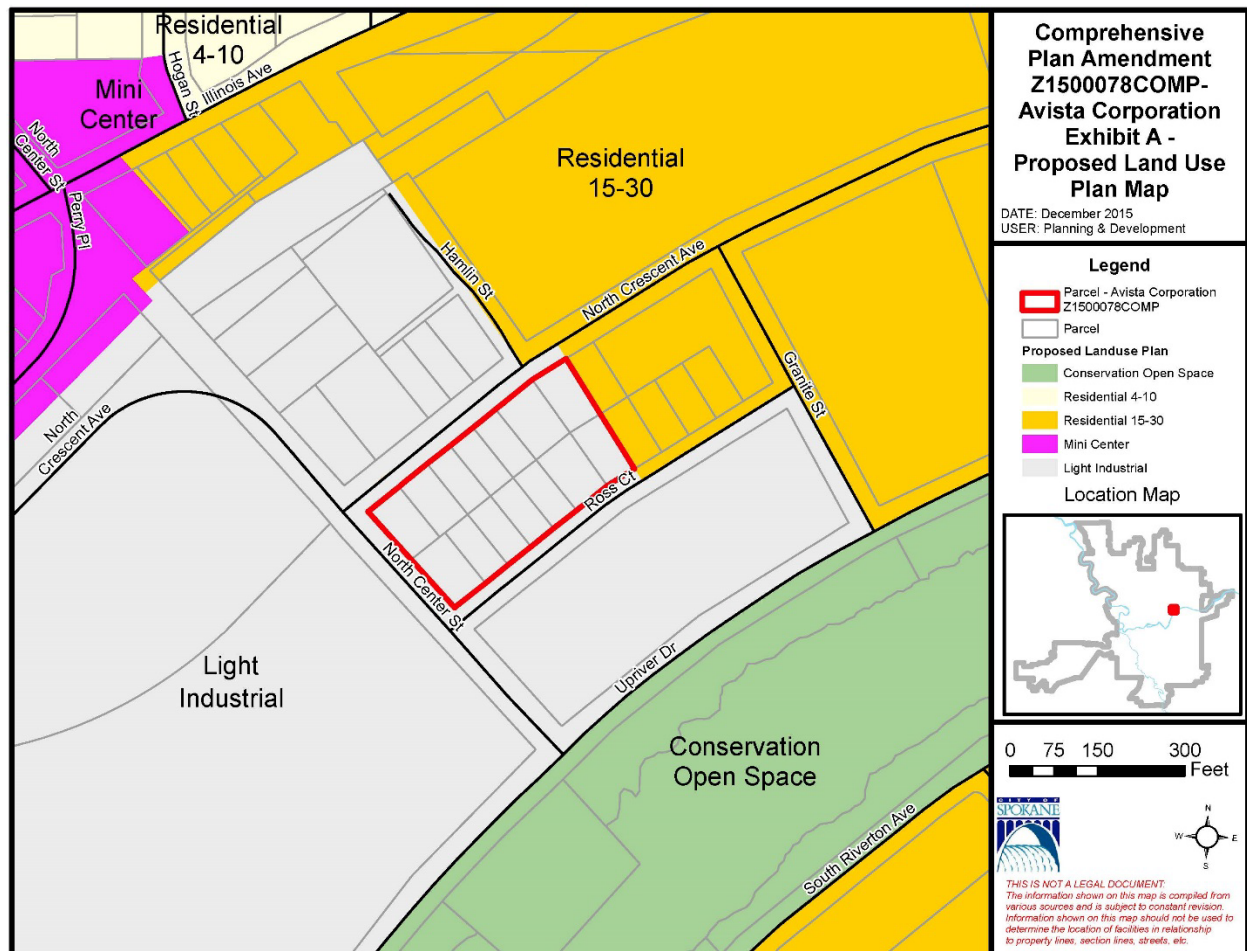 Residential
4-10
Hogan St
Illinois Ave
Mini
Center
North
Center St
Perry Pl
Residential
15-30
Hamlin St
North Crescent Ave
Granite St
North
Crescent Ave
Ross Ct
North Center St
Upriver Dr
Light
Industrial
Conservation
Open Space
South Riverton Ave
Comprehensive
Plan Amendment
Z1500078COMP-
Avista Corporation
Exhibit A -
Proposed Land Use
Plan Map
DATE: December 2015
USER: Planning & Development
Legend
Parcel - Avista Corporation
Z1500078COMP
Parcel
Proposed Landuse Plan
Conservation Open Space
Residential 4-10
Residential 15-30
Mini Center
Light Industrial
Location Map
0 75 150 300
Feet
CITY OF
SPOKANE
N
W E
S
THIS IS NOT A LEGAL DOCUMENT:
The information shown on this map is compiled from
various sources and is subject to constant revision.
Information shown on this map should not be used to
determine the location of facilities in relationship
to property lines, section lines, streets, etc.